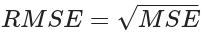 RMSE = √MSE